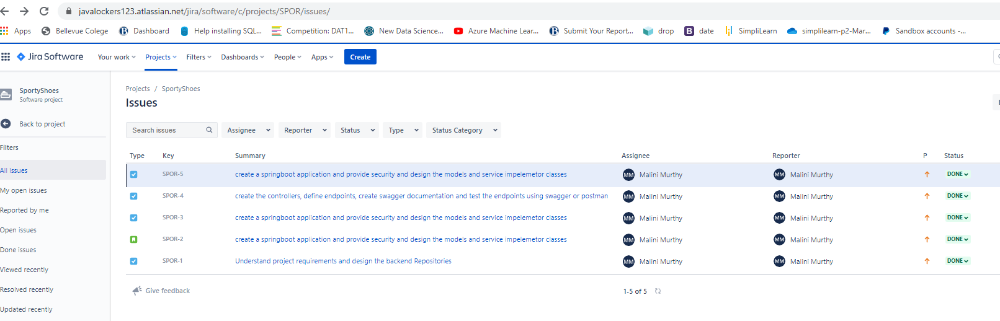 javalockers123.atlassian.net/jira/software/c/projects/SPOR/issues/
Apps Bellevue Colege Dashboard Help installing SQL... Competition: DAT1... New Data Science... Azure Machine Lear... Submit Your Report... drop date SimpliLearn simplilearn-p2-Mar... Sandbox accounts -...
Jira Software Your work Projects Filters Dashboards People Apps Create
SportyShoes
Software project
Back to project
Filters
All issues
My open issues
Reported by me
Open issues
Done issues
Viewed recently
Resolved recently
Updated recently
Projects / SportyShoes
Issues
Search issues Assignee Reporter Status Type Status Category
Type Key Summary Assignee Reporter P Status
SPOR-5 create a springboot application and provide security and design the models and service impelemetor classes MM Malini Murthy MM Malini Murthy DONE
SPOR-4 create the controllers, define endpoints, create swagger documentation and test the endpoints using swagger or postman MM Malini Murthy MM Malini Murthy DONE
SPOR-3 create a springboot application and provide security and design the models and service impelemetor classes MM Malini Murthy MM Malini Murthy DONE
SPOR-2 create a springboot application and provide security and design the models and service impelemetor classes MM Malini Murthy MM Malini Murthy DONE
SPOR-1 Understand project requirements and design the backend Repositories MM Malini Murthy MM Malini Murthy DONE
Give feedback 1-5 of 5